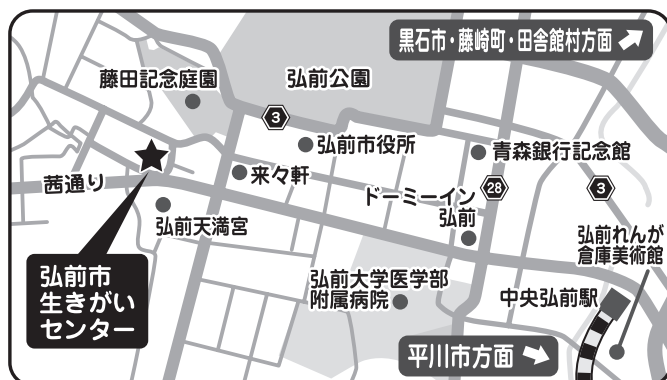 黒石市・藤崎町・田舎館村方面
藤田記念庭園
弘前公園
3
弘前市役所
青森銀行記念館
来々軒
茜通り
ドーミーイン
弘前
28
3
弘前天満宮
弘前れんが
倉庫美術館
弘前市
生きがい
センター
弘前大学医学部
附属病院
中央弘前駅
平川市方面